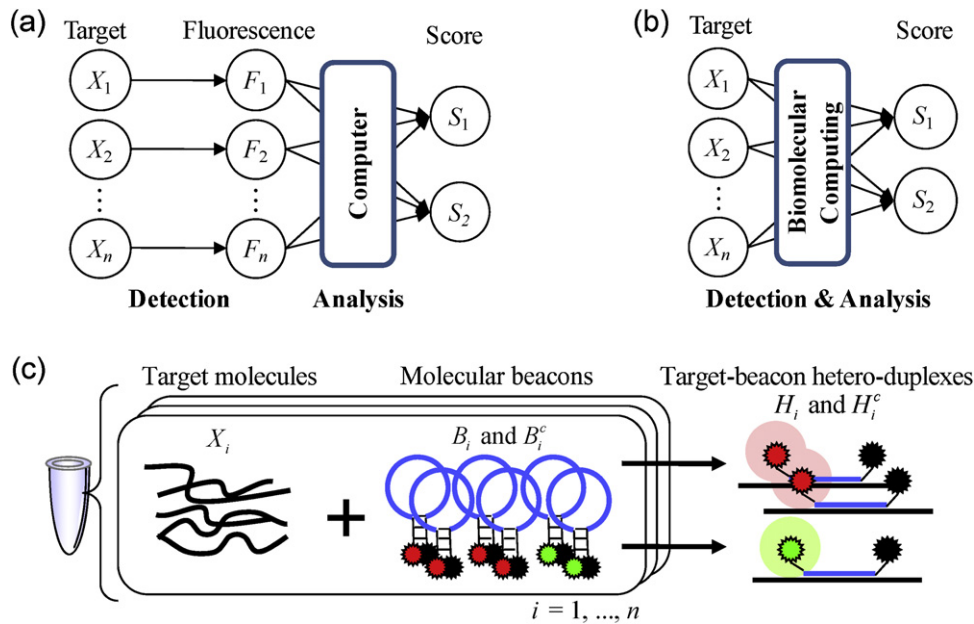 (a)
Target Fluorescence Score
X₁ F₁ S₁
X₂ F₂ S₂
Xₙ Fₙ
Computer
Detection Analysis
(b)
Target Score
X₁ S₁
X₂ S₂
Xₙ
Biomolecular
Computing
Detection & Analysis
(c)
Target molecules Molecular beacons Target-beacon hetero-duplexes
Xᵢ Bᵢ and Bᵢᶜ Hᵢ and Hᵢᶜ
+
i = 1, ..., n